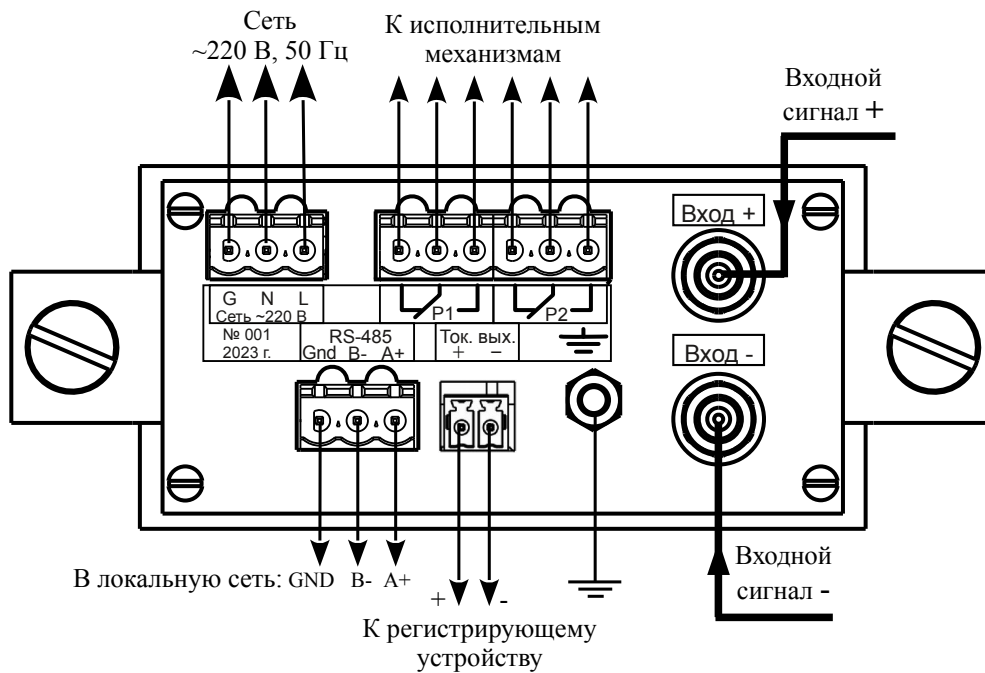 Сеть
~220 В, 50 Гц
К исполнительным
механизмам
Входной
сигнал +
Вход +
G N L
Сеть ~220 В
P1
P2
№ 001
2023 г.
RS-485
Gnd B- A+
Ток. вых.
+ –
Вход -
В локальную сеть: GND B- A+
+ -
К регистрирующему
устройству
Входной
сигнал -